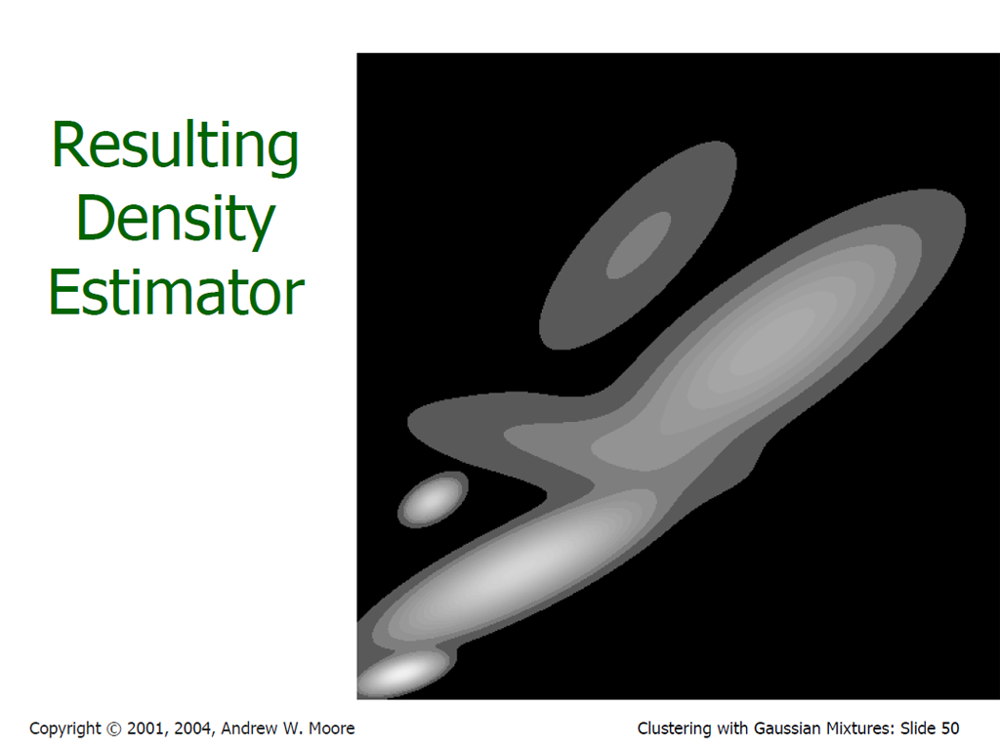 Resulting
Density
Estimator
Copyright © 2001, 2004, Andrew W. Moore
Clustering with Gaussian Mixtures: Slide 50